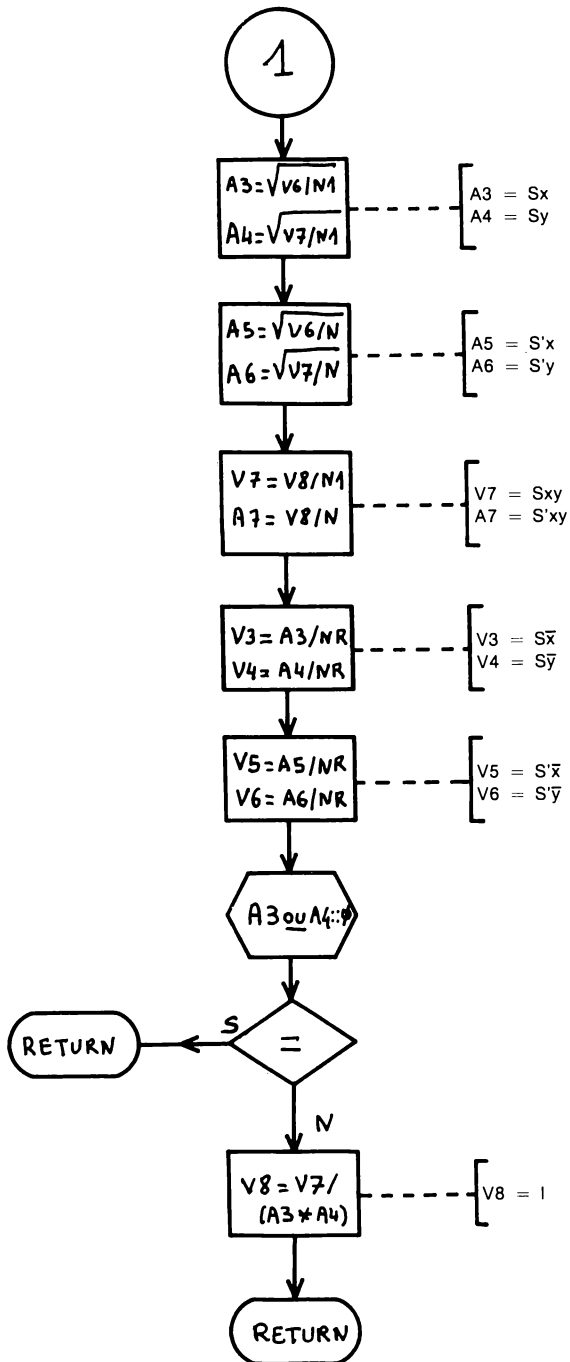 1
A3=√V6/N1
A4=√V7/N1
A3 = Sx
A4 = Sy
A5=√V6/N
A6=√V7/N
A5 = S'x
A6 = S'y
V7=V8/N1
A7=V8/N
V7 = Sxy
A7 = S'xy
V3=A3/NR
V4=A4/NR
V3 = Sx̅
V4 = Sy̅
V5=A5/NR
V6=A6/NR
V5 = S'x̅
V6 = S'y̅
A3 ou A4::∅
S
RETURN
=
N
V8=V7/
(A3*A4)
V8 = I
RETURN